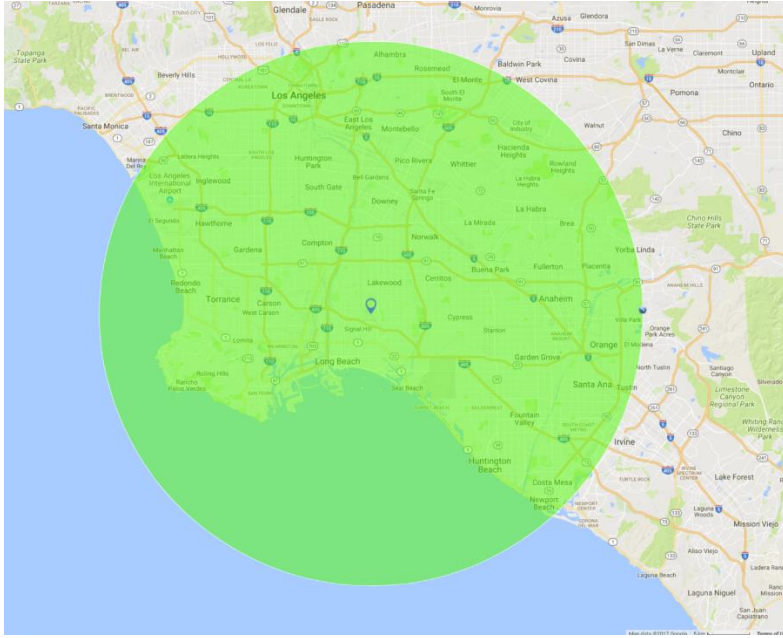 Glendale
Pasadena
Monrovia
Azusa
Glendora
Topanga
State Park
San Dimas
La Verne
Claremont
Upland
Alhambra
Rosemead
Baldwin Park
Covina
Montclair
Beverly Hills
El Monte
West Covina
Ontario
Los Angeles
South El
Monte
Pomona
Santa Monica
East Los
Angeles
Montebello
City of
Industry
Walnut
Chino
Hacienda
Heights
Ladera Heights
Huntington
Park
Pico Rivera
Whittier
Rowland
Heights
Los Angeles
International
Airport
Inglewood
Bell Gardens
South Gate
Santa Fe
Springs
La Habra
Heights
Downey
El Segundo
Hawthorne
La Mirada
La Habra
Brea
Chino Hills
State Park
Manhattan
Beach
Gardena
Compton
Norwalk
Yorba Linda
Buena Park
Fullerton
Placentia
Redondo
Beach
Lakewood
Cerritos
Torrance
Carson
West Carson
Anaheim
Cypress
Stanton
Villa Park
Orange
Park Acres
Lomita
Signal Hill
Orange
El Modena
Long Beach
Garden Grove
North Tustin
Santiago
Canyon
Silverado
Rolling Hills
Rancho
Palos Verdes
Seal Beach
Santa Ana
Tustin
Limestone
Canyon
Regional Park
Fountain
Valley
Irvine
Huntington
Beach
Costa Mesa
Lake Forest
Newport
Beach
Laguna
Woods
Mission Viejo
Aliso Viejo
Laguna Beach
Laguna Niguel
San Juan
Capistrano
Map data ©2017 Google